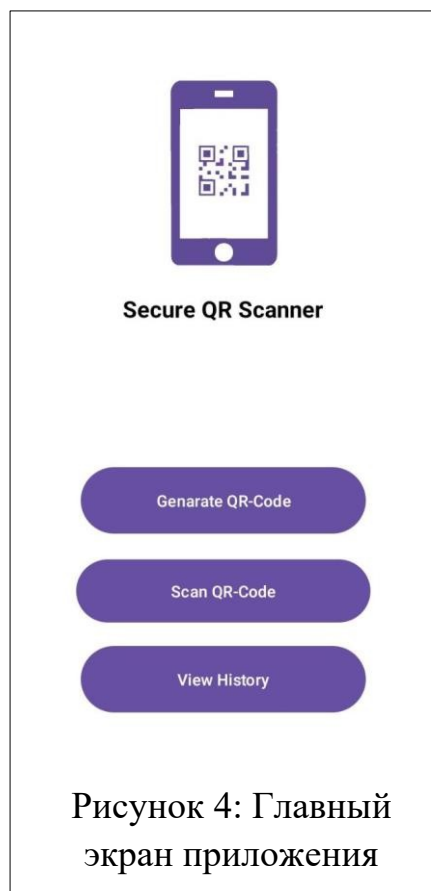 Secure QR Scanner
Genarate QR-Code
Scan QR-Code
View History
Рисунок 4: Главный
экран приложения